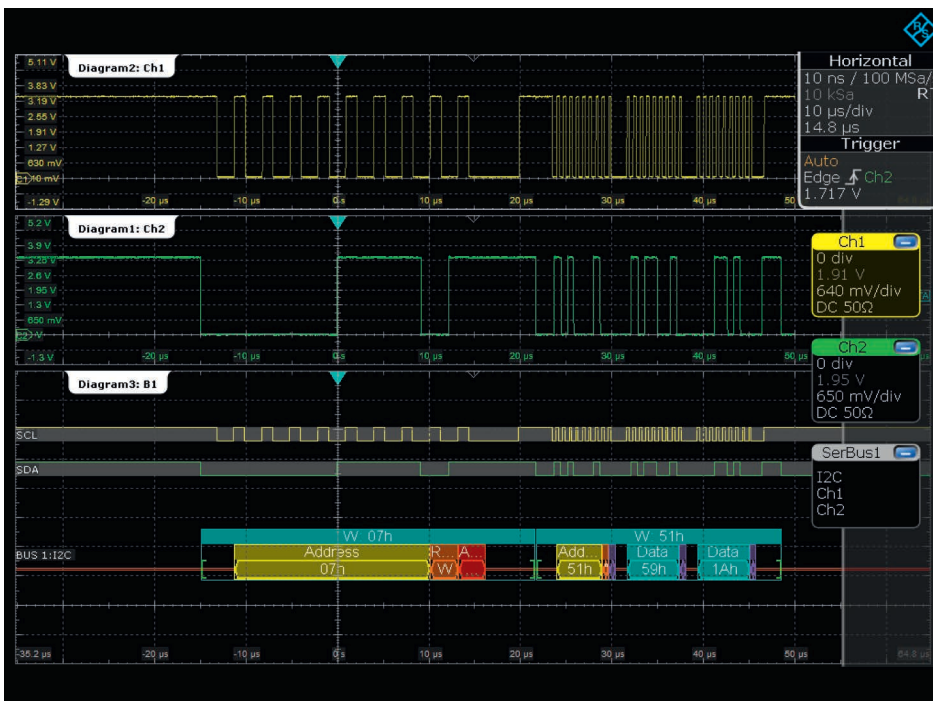 R&S
Horizontal
10 ns / 100 MSa/
10 kSa RT
10 µs/div
14.8 µs
Trigger
Auto
Edge Ch2
1.717 V
Diagram2: Ch1
5.11 V
3.83 V
3.19 V
2.55 V
1.91 V
1.27 V
630 mV
-1.29 V
-20 µs -10 µs 0 s 10 µs 20 µs 30 µs 40 µs 50
Diagram1: Ch2
5.2 V
3.9 V
3.25 V
2.6 V
1.95 V
1.3 V
650 mV
-1.3 V
-20 µs -10 µs 0 s 10 µs 20 µs 30 µs 40 µs 50 µs
Ch1
0 div
1.91 V
640 mV/div
DC 50Ω
Ch2
0 div
1.95 V
650 mV/div
DC 50Ω
SerBus1
I2C
Ch1
Ch2
Diagram3: B1
SCL
SDA
W 07h W 51h
Address R... A... Add... Data Data
BUS 1:I2C
07h W ... 51h 59h 1Ah
-35.2 µs -20 µs -10 µs 0 s 10 µs 20 µs 30 µs 40 µs 50 µs 64.8 µs